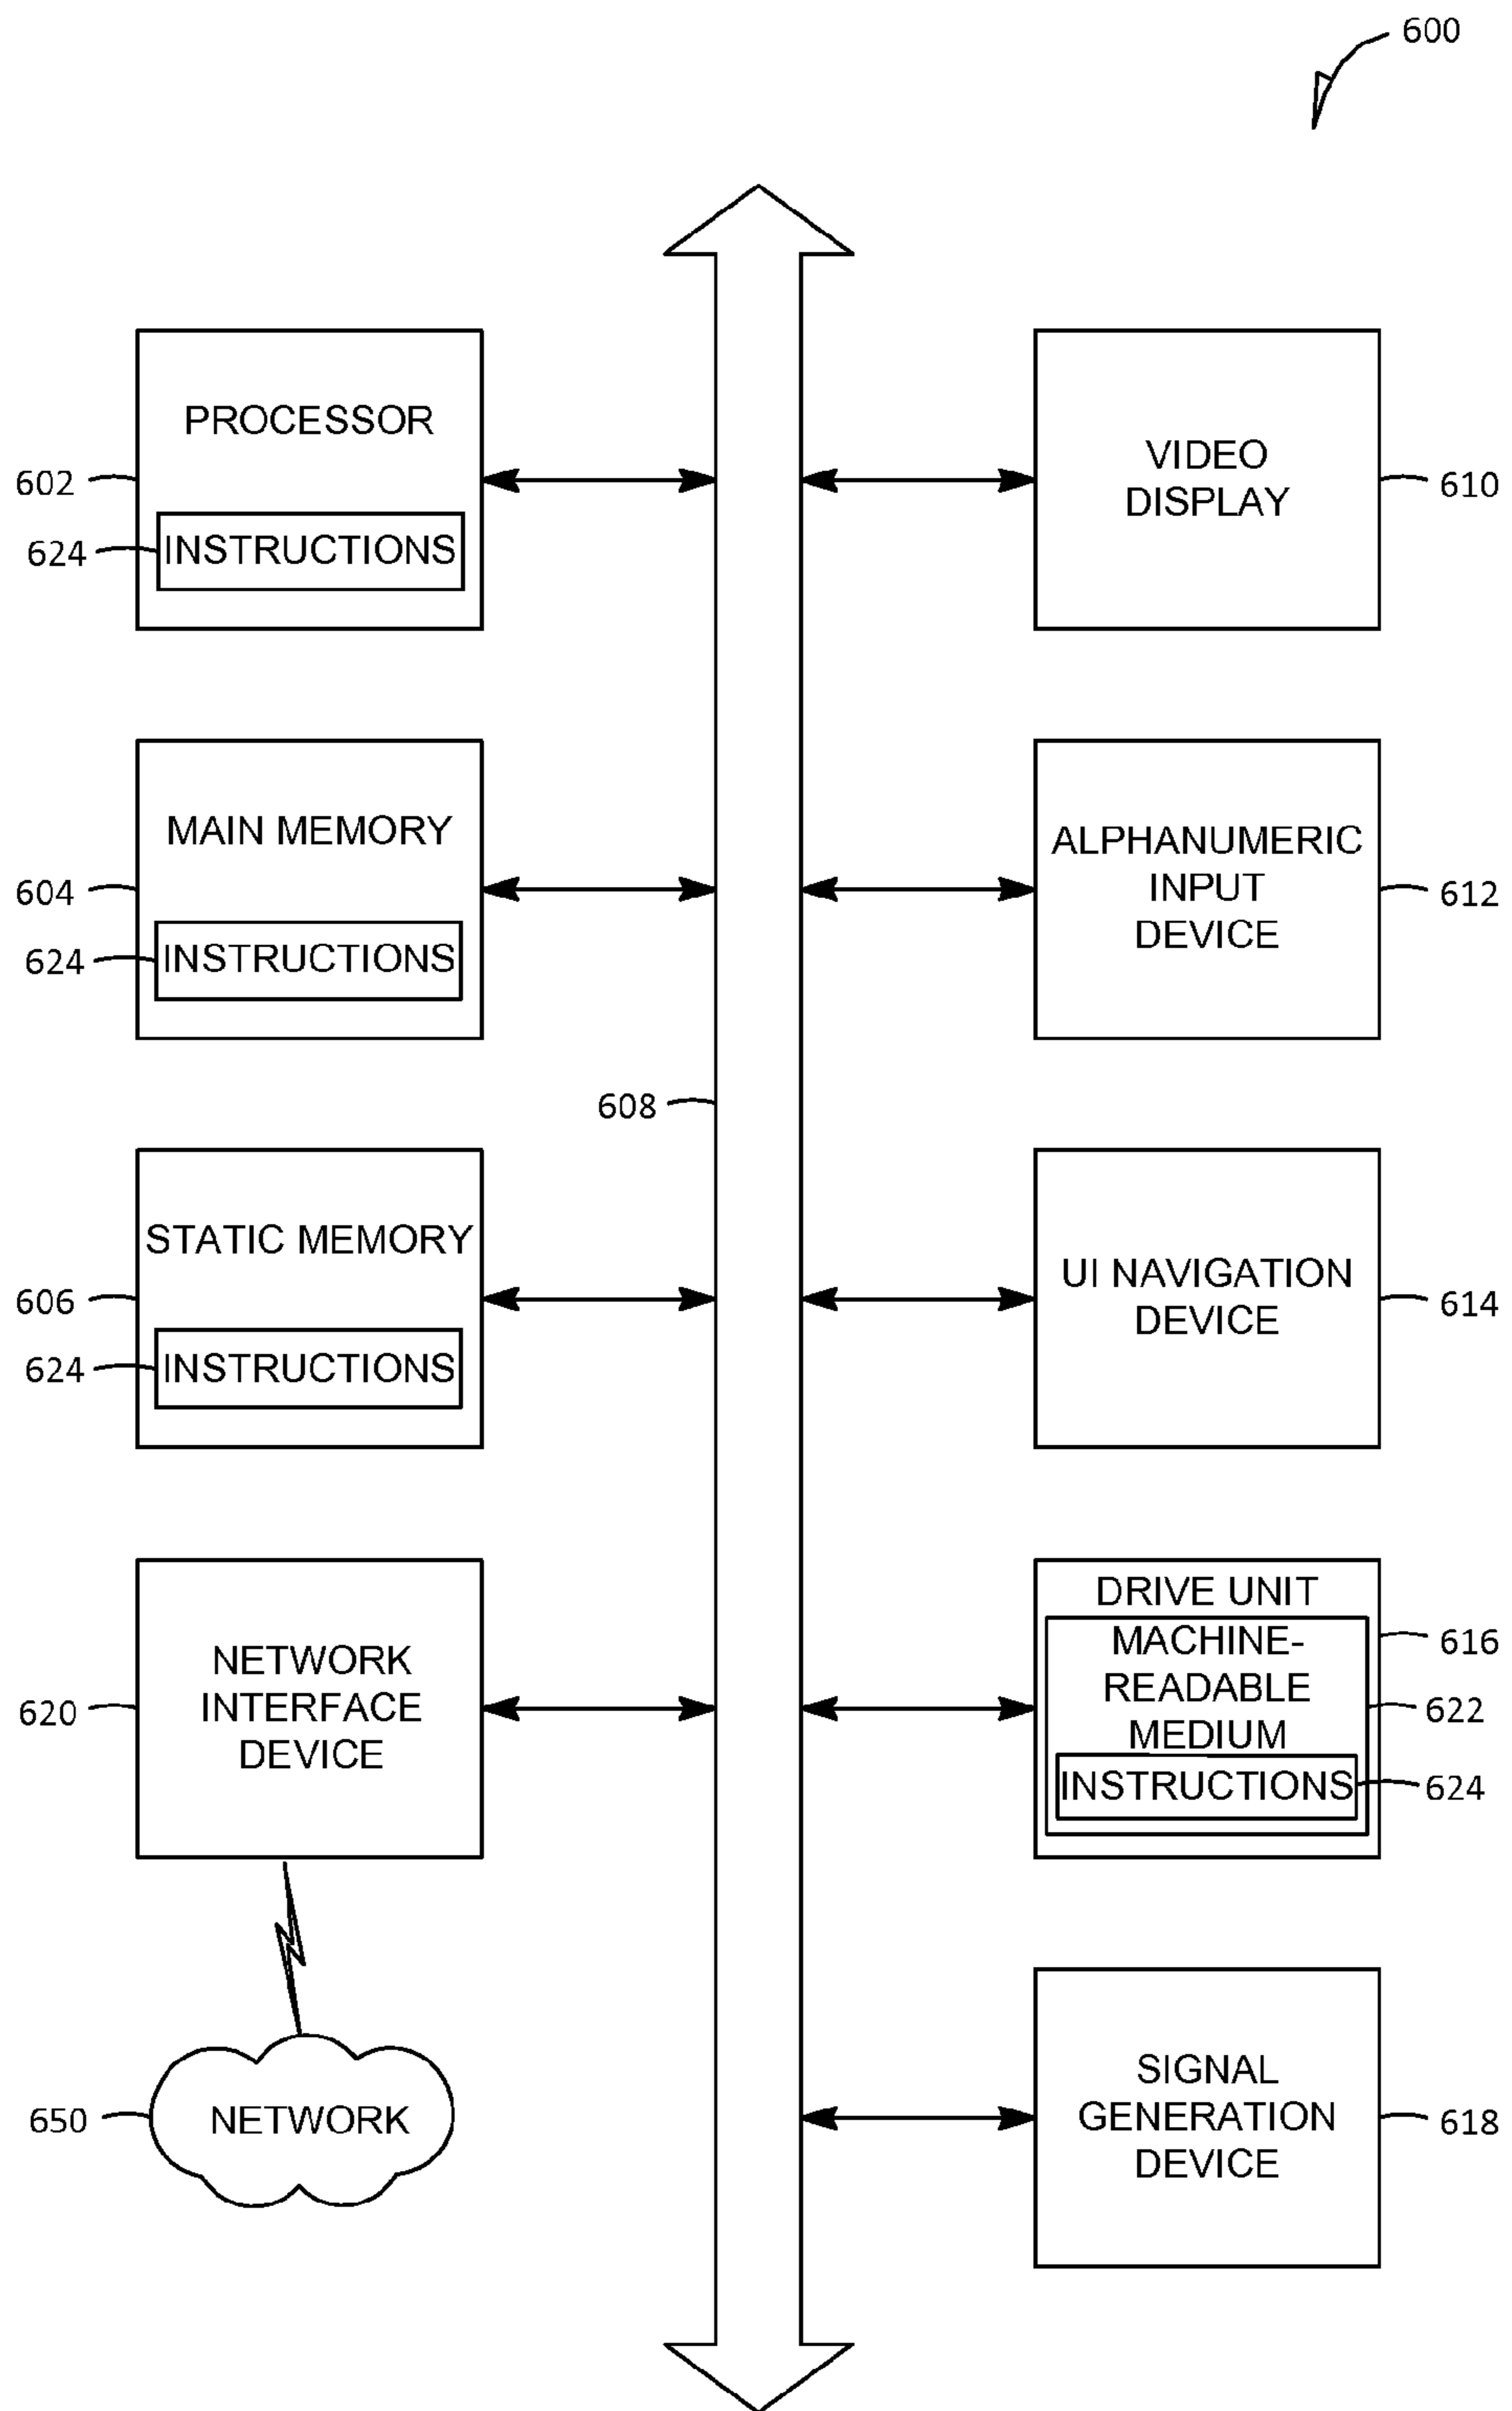 600
PROCESSOR
602
624
INSTRUCTIONS
VIDEO
DISPLAY
610
MAIN MEMORY
604
624
INSTRUCTIONS
ALPHANUMERIC
INPUT
DEVICE
612
608
STATIC MEMORY
606
624
INSTRUCTIONS
UI NAVIGATION
DEVICE
614
NETWORK
INTERFACE
DEVICE
620
DRIVE UNIT
616
MACHINE-
READABLE
MEDIUM
622
INSTRUCTIONS
624
650
NETWORK
SIGNAL
GENERATION
DEVICE
618